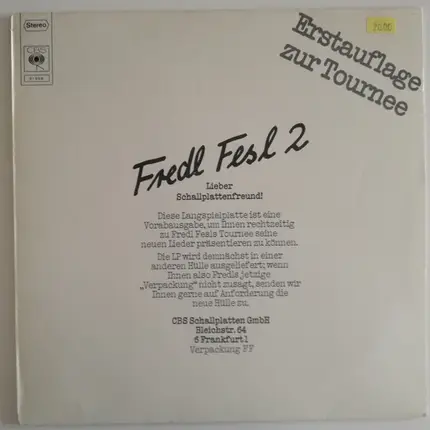 Stereo
CBS
Erstauflage
zur Tournee
Fredl Fesl 2
Lieber
Schallplattenfreund!
Diese Langspielplatte ist eine
Vorabausgabe, um Ihnen rechtzeitig
zu Fredl Fesls Tournee seine
neuen Lieder präsentieren zu können.
Die LP wird demnächst in einer
anderen Hülle ausgeliefert; wenn
Ihnen also Fredls jetzige
„Verpackung" nicht zusagt, senden wir
Ihnen gerne auf Anforderung die
neue Hülle zu.
CBS Schallplatten GmbH
Bleichstr. 64
6 Frankfurt 1
Verpackung FF